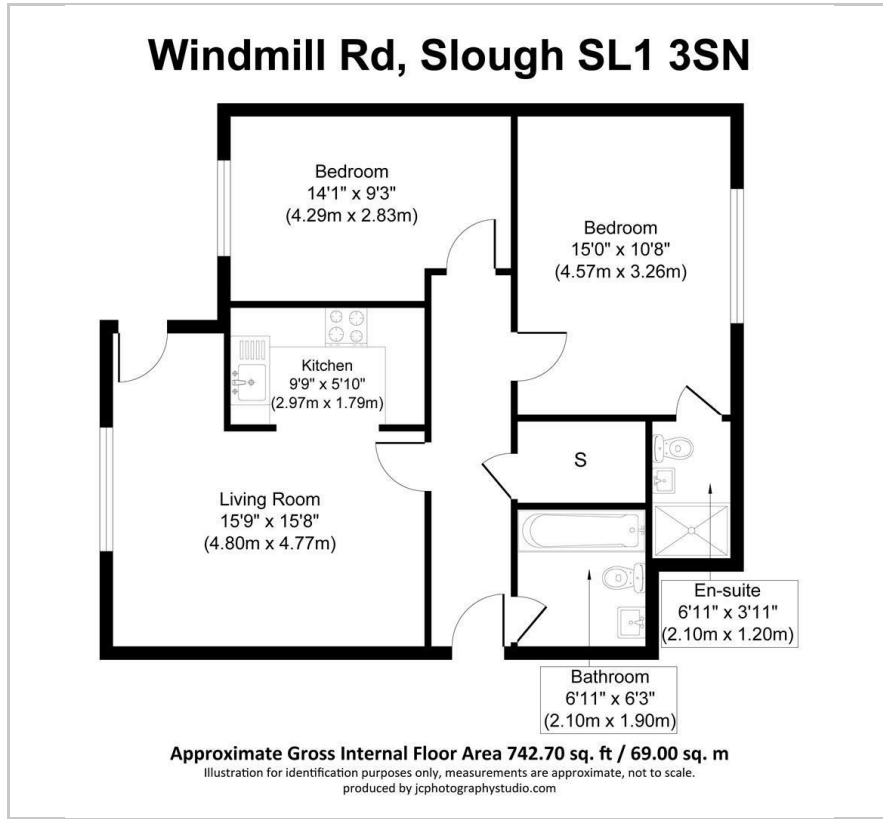 Windmill Rd, Slough SL1 3SN
Bedroom
14'1" x 9'3"
(4.29m x 2.83m)
Bedroom
15'0" x 10'8"
(4.57m x 3.26m)
Kitchen
9'9" x 5'10"
(2.97m x 1.79m)
S
Living Room
15'9" x 15'8"
(4.80m x 4.77m)
En-suite
6'11" x 3'11"
(2.10m x 1.20m)
Bathroom
6'11" x 6'3"
(2.10m x 1.90m)
Approximate Gross Internal Floor Area 742.70 sq. ft / 69.00 sq. m
Illustration for identification purposes only, measurements are approximate, not to scale.
produced by jcphotographystudio.com